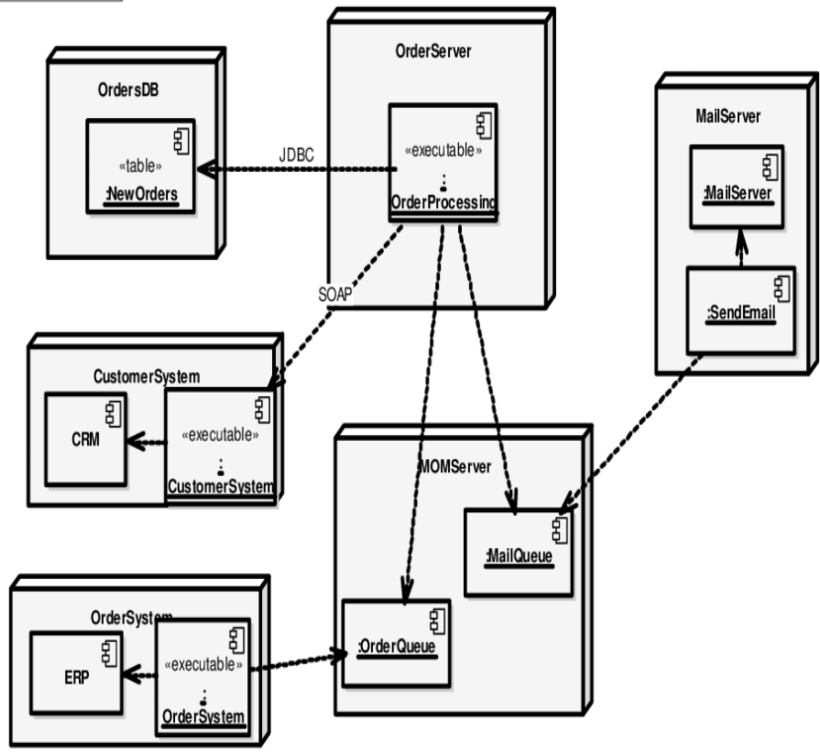 OrdersDB
«table»
:NewOrders
JDBC
OrderServer
«executable»
:
OrderProcessing
MailServer
:MailServer
:SendEmail
SOAP
CustomerSystem
CRM
«executable»
:
CustomerSystem
MOMServer
:MailQueue
:OrderQueue
OrderSystem
ERP
«executable»
:
OrderSystem